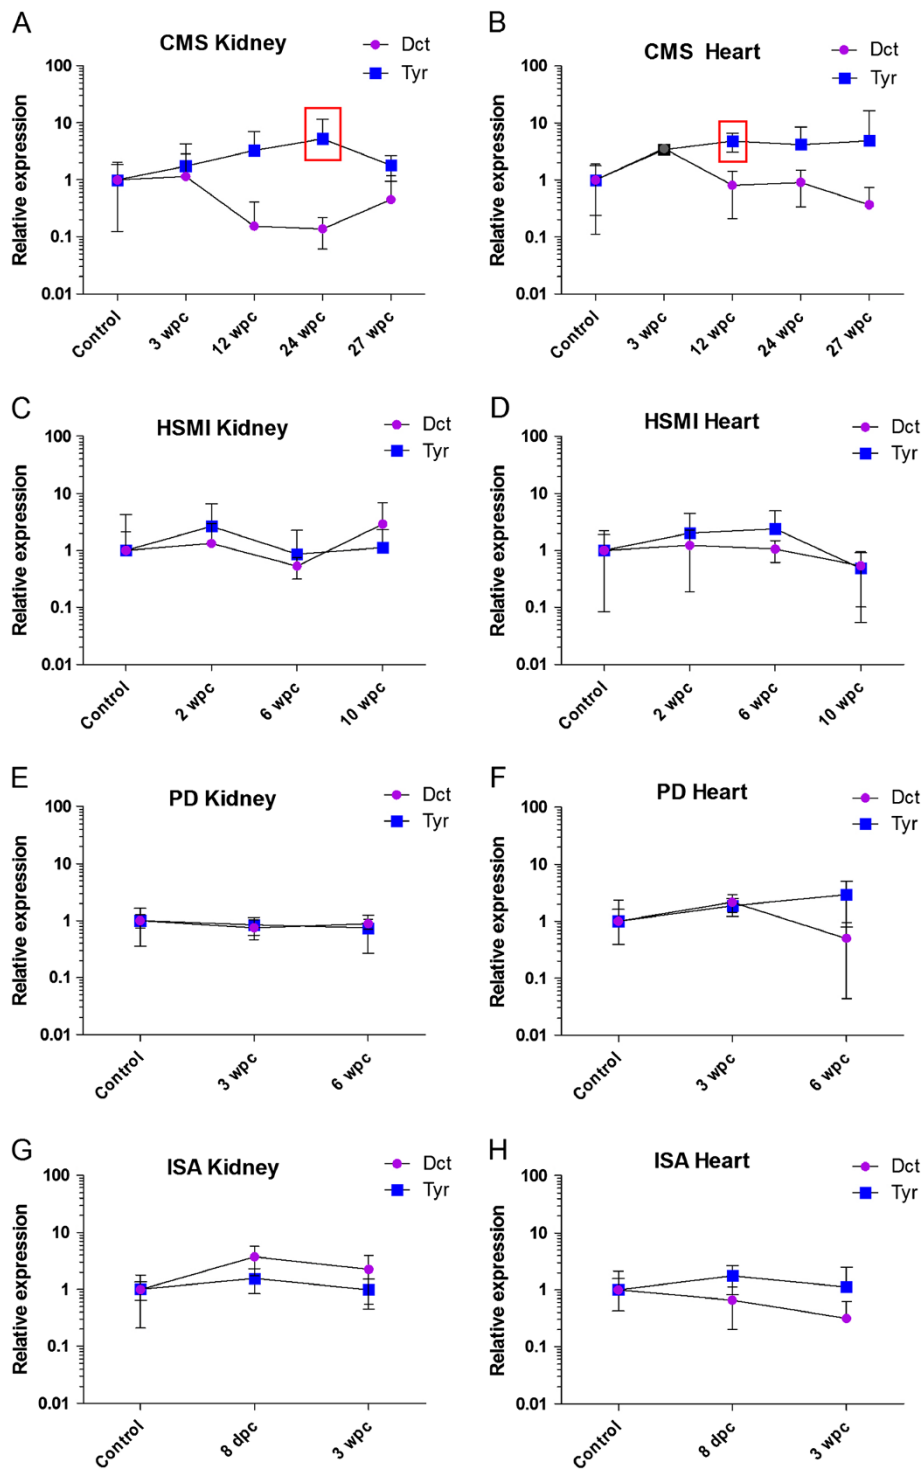 A
CMS Kidney
Dct
Tyr
Relative expression
100
10
1
0.1
0.01
Control
3 wpc
12 wpc
24 wpc
27 wpc
B
CMS Heart
Dct
Tyr
Relative expression
100
10
1
0.1
0.01
Control
3 wpc
12 wpc
24 wpc
27 wpc
C
HSMI Kidney
Dct
Tyr
Relative expression
100
10
1
0.1
0.01
Control
2 wpc
6 wpc
10 wpc
D
HSMI Heart
Dct
Tyr
Relative expression
100
10
1
0.1
0.01
Control
2 wpc
6 wpc
10 wpc
E
PD Kidney
Dct
Tyr
Relative expression
100
10
1
0.1
0.01
Control
3 wpc
6 wpc
F
PD Heart
Dct
Tyr
Relative expression
100
10
1
0.1
0.01
Control
3 wpc
6 wpc
G
ISA Kidney
Dct
Tyr
Relative expression
100
10
1
0.1
0.01
Control
8 dpc
3 wpc
H
ISA Heart
Dct
Tyr
Relative expression
100
10
1
0.1
0.01
Control
8 dpc
3 wpc